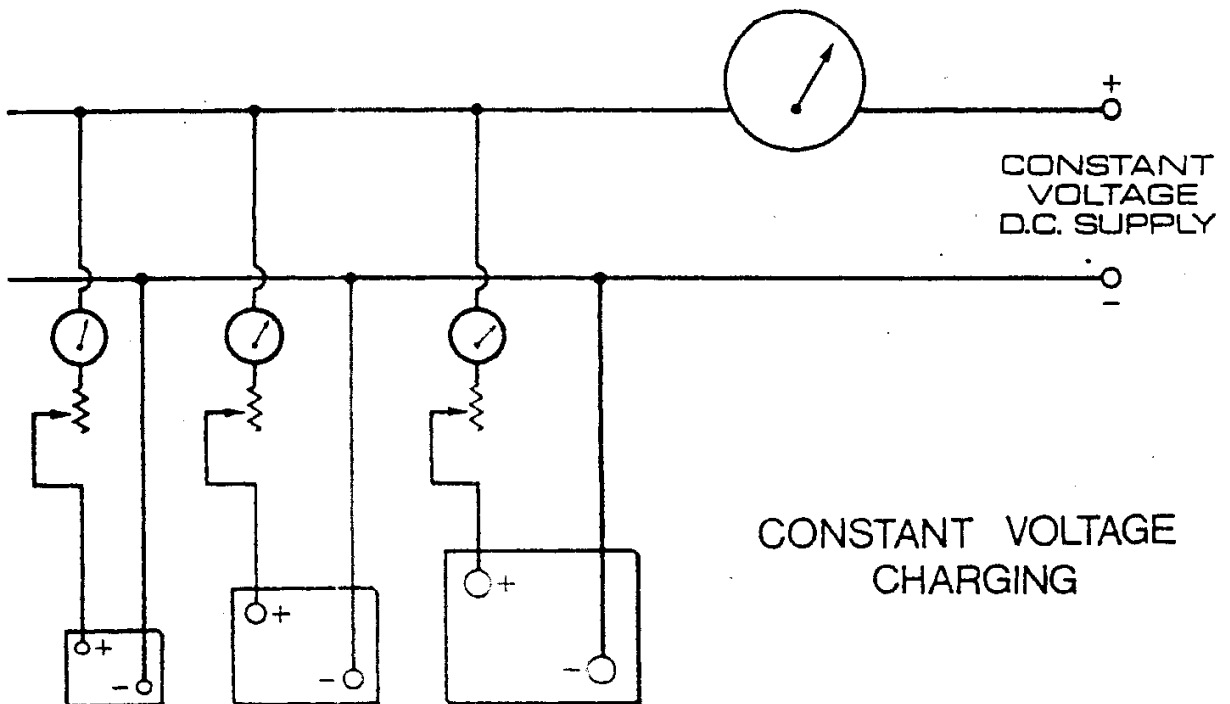 +
CONSTANT
VOLTAGE
D.C. SUPPLY
-
CONSTANT VOLTAGE
CHARGING
+
-
+
-
+
-